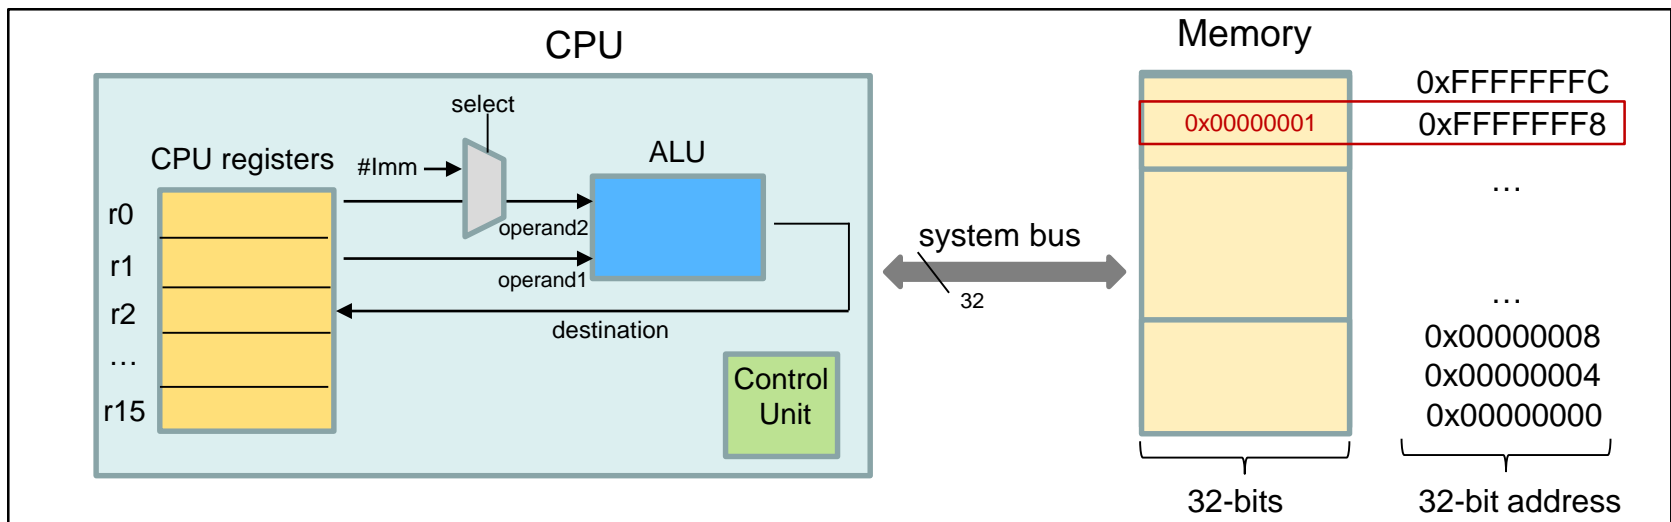 CPU
select
CPU registers
#Imm
ALU
r0
operand2
r1
operand1
r2
destination
…
r15
Control
Unit
system bus
32
Memory
0xFFFFFFFC
0x00000001 0xFFFFFFF8
…
…
0x00000008
0x00000004
0x00000000
32-bits
32-bit address